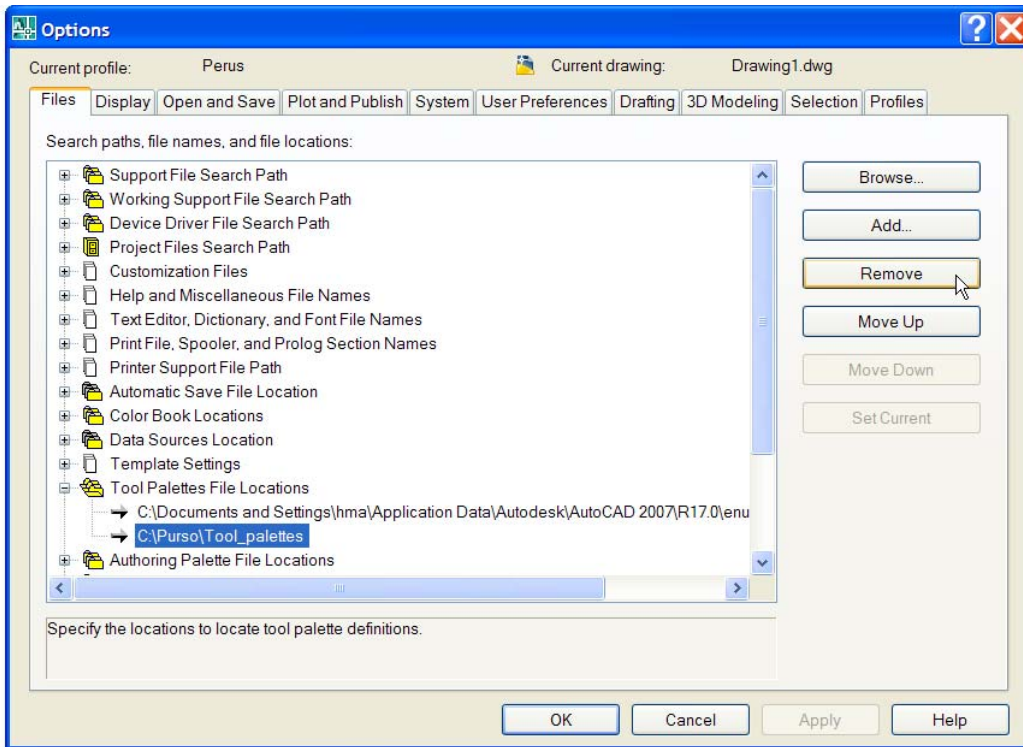 Options
Current profile: Perus Current drawing: Drawing1.dwg
Files Display Open and Save Plot and Publish System User Preferences Drafting 3D Modeling Selection Profiles
Search paths, file names, and file locations:
Support File Search Path
Working Support File Search Path
Device Driver File Search Path
Project Files Search Path
Customization Files
Help and Miscellaneous File Names
Text Editor, Dictionary, and Font File Names
Print File, Spooler, and Prolog Section Names
Printer Support File Path
Automatic Save File Location
Color Book Locations
Data Sources Location
Template Settings
Tool Palettes File Locations
C:\Documents and Settings\hma\Application Data\Autodesk\AutoCAD 2007\R17.0\enu
C:\Purso\Tool_palettes
Authoring Palette File Locations
Browse...
Add...
Remove
Move Up
Move Down
Set Current
Specify the locations to locate tool palette definitions.
OK Cancel Apply Help